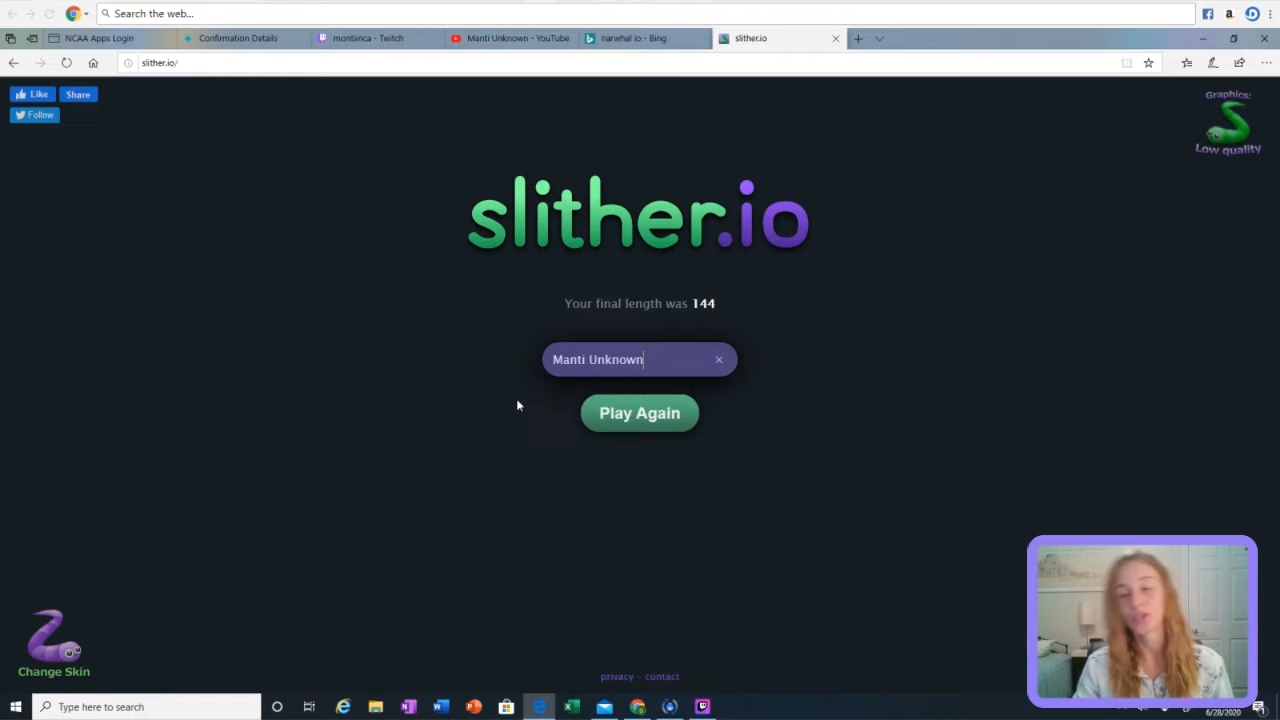 Search the web...
NCAA Apps Login
Confirmation Details
montiinca - Twitch
Manti Unknown - YouTube
narwhal io - Bing
slither.io
slither.io/
Like
Share
Follow
Graphics:
Low quality
slither.io
Your final length was 144
Manti Unknown
Play Again
Change Skin
privacy - contact
Type here to search
6/28/2020